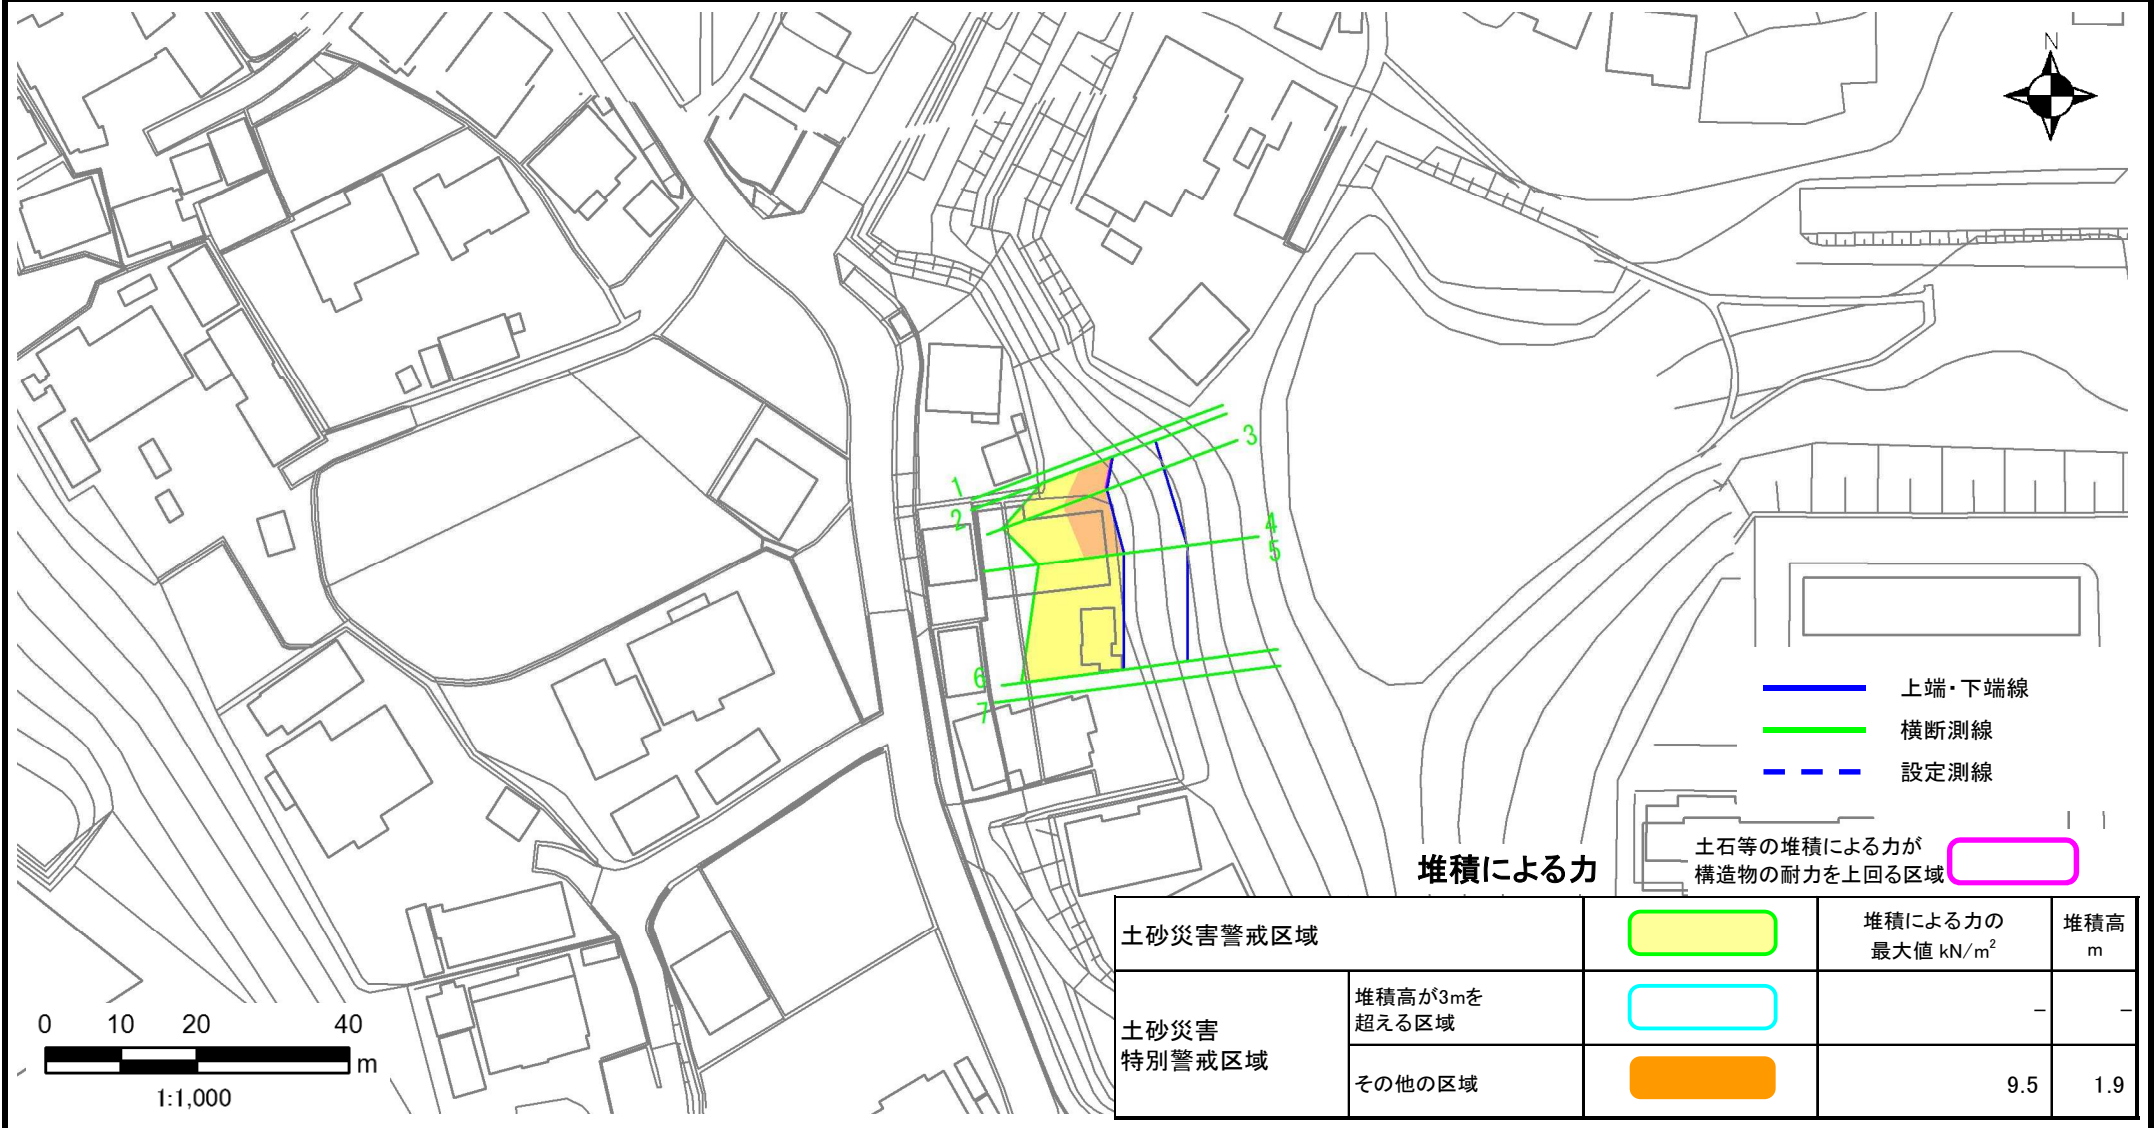 N
1
2
3
4
5
6
7
上端・下端線
横断測線
設定測線
堆積による力
土石等の堆積による力が
構造物の耐力を上回る区域
土砂災害警戒区域
堆積による力の
最大値 kN/m²
堆積高
m
土砂災害
特別警戒区域
堆積高が3mを
超える区域
－
－
その他の区域
9.5
1.9
0 10 20 40
m
1:1,000